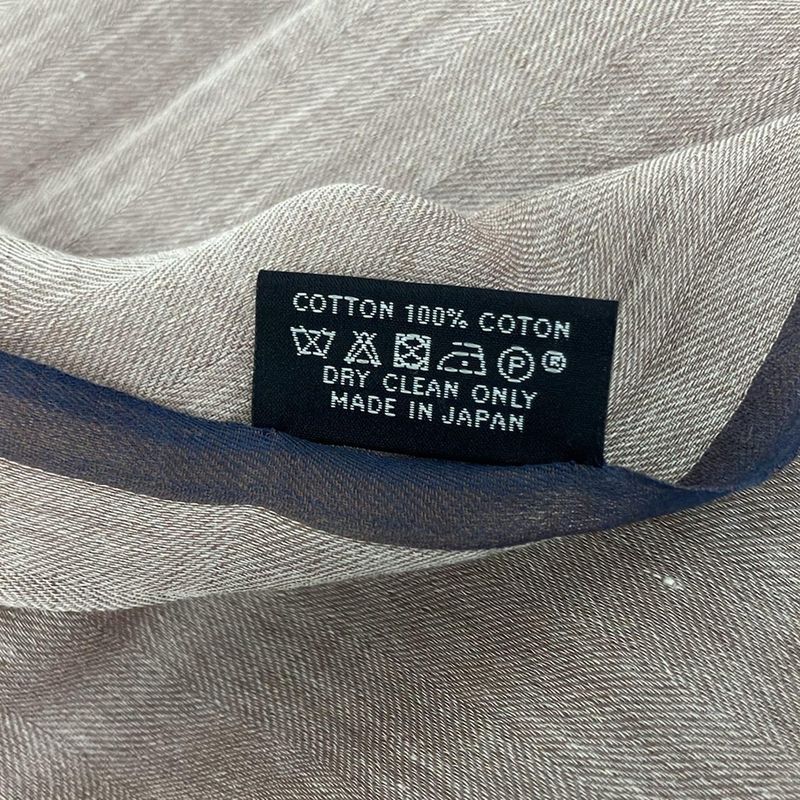 COTTON 100% COTON
P ®
DRY CLEAN ONLY
MADE IN JAPAN